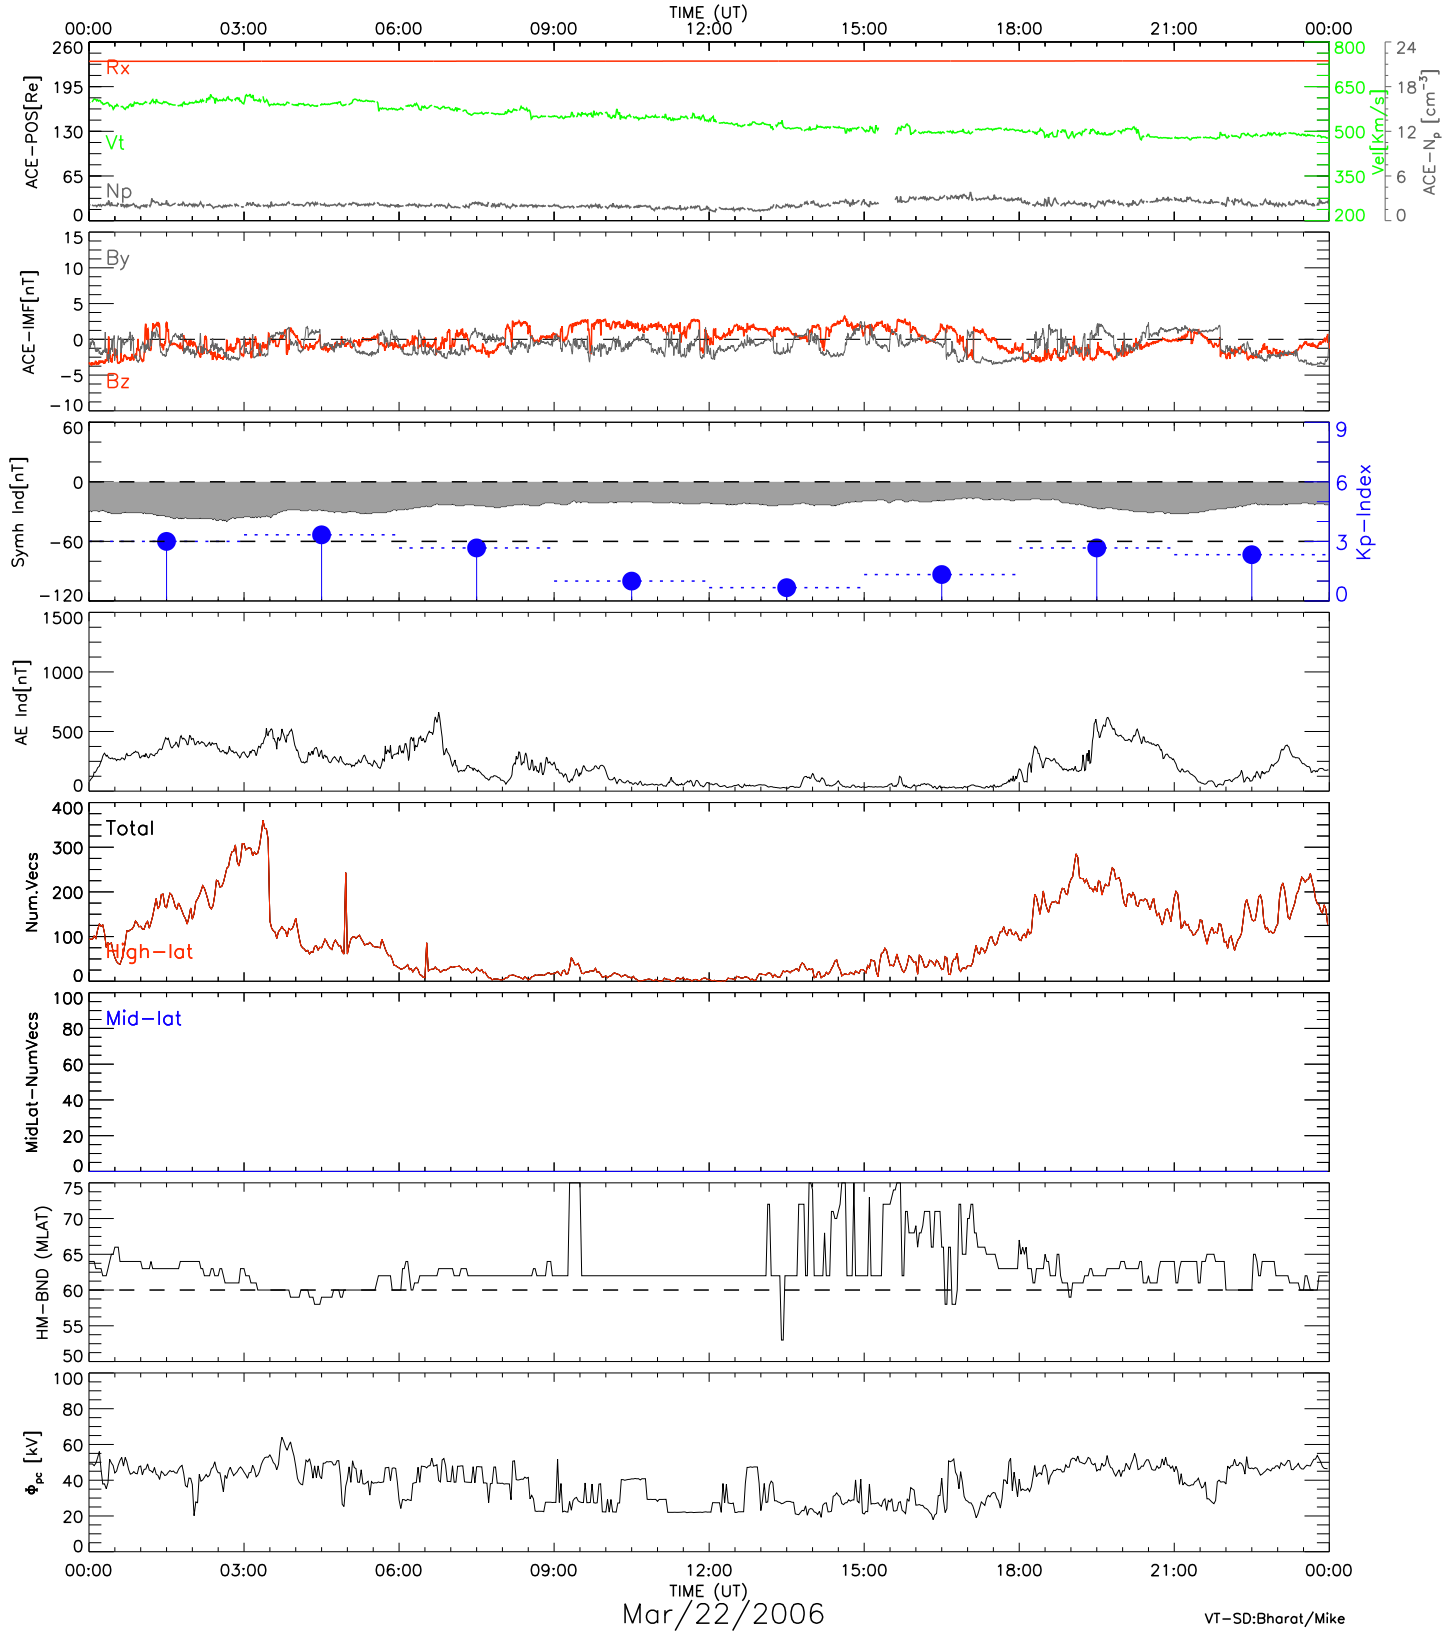 TIME (UT)
00:00 03:00 06:00 09:00 12:00 15:00 18:00 21:00 00:00
260
195
130
65
0
ACE-POS[Re]
Rx
Vt
Np
800
650
500
350
200
Vel[Km/s]
24
18
12
6
0
ACE-Np [cm-3]
15
10
5
0
-5
-10
ACE-IMF[nT]
By
Bz
60
0
-60
-120
Symh Ind[nT]
9
6
3
0
Kp-Index
1500
1000
500
0
AE Ind[nT]
400
300
200
100
0
Num.Vecs
Total
High-lat
100
80
60
40
20
0
MidLat-NumVecs
Mid-lat
75
70
65
60
55
50
HM-BND (MLAT)
100
80
60
40
20
0
Φpc [kV]
00:00 03:00 06:00 09:00 12:00 15:00 18:00 21:00 00:00
TIME (UT)
Mar/22/2006
VT-SD:Bharat/Mike